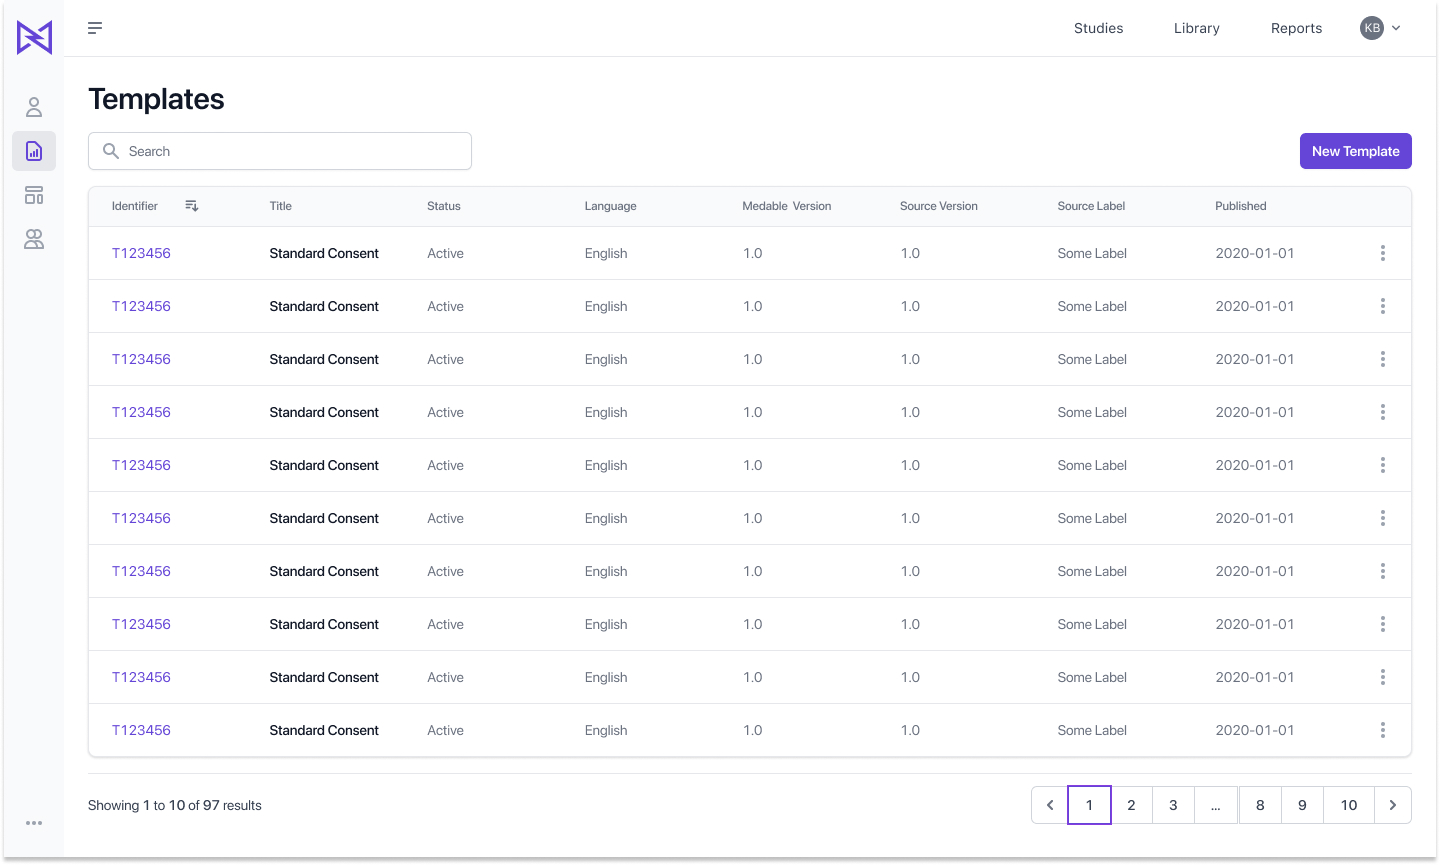 Studies Library Reports KB
Templates
Search
New Template
Identifier Title Status Language Medable Version Source Version Source Label Published
T123456 Standard Consent Active English 1.0 1.0 Some Label 2020-01-01
T123456 Standard Consent Active English 1.0 1.0 Some Label 2020-01-01
T123456 Standard Consent Active English 1.0 1.0 Some Label 2020-01-01
T123456 Standard Consent Active English 1.0 1.0 Some Label 2020-01-01
T123456 Standard Consent Active English 1.0 1.0 Some Label 2020-01-01
T123456 Standard Consent Active English 1.0 1.0 Some Label 2020-01-01
T123456 Standard Consent Active English 1.0 1.0 Some Label 2020-01-01
T123456 Standard Consent Active English 1.0 1.0 Some Label 2020-01-01
T123456 Standard Consent Active English 1.0 1.0 Some Label 2020-01-01
T123456 Standard Consent Active English 1.0 1.0 Some Label 2020-01-01
Showing 1 to 10 of 97 results
1 2 3 ... 8 9 10